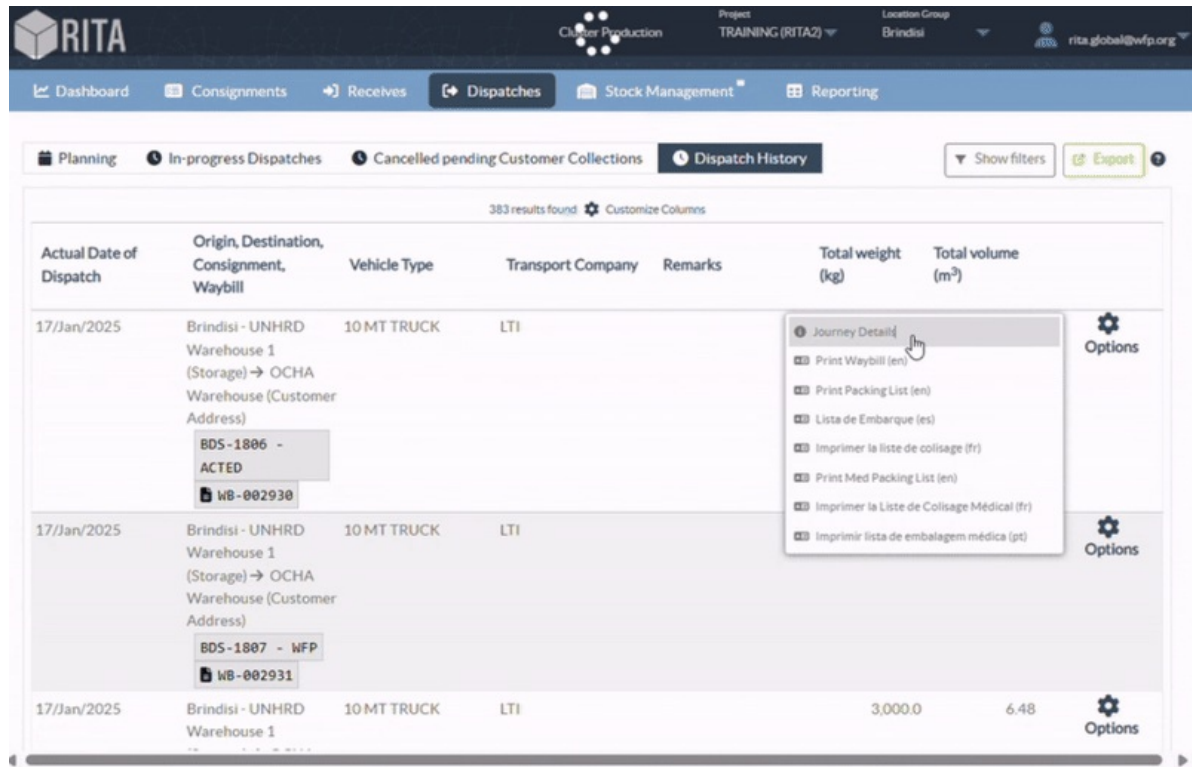 RITA
Cluster Production
Project
TRAINING (RITA2)
Location Group
Brindisi
rita.global@wfp.org
Dashboard
Consignments
Receives
Dispatches
Stock Management
Reporting
Planning
In-progress Dispatches
Cancelled pending Customer Collections
Dispatch History
Show filters
Export
383 results found
Customize Columns
Actual Date of
Dispatch
Origin, Destination,
Consignment,
Waybill
Vehicle Type
Transport Company
Remarks
Total weight
(kg)
Total volume
(m³)
17/Jan/2025
Brindisi - UNHRD
Warehouse 1
(Storage) → OCHA
Warehouse (Customer
Address)
BDS-1806 -
ACTED
WB-002930
10 MT TRUCK
LTI
Journey Details
Print Waybill (en)
Print Packing List (en)
Lista de Embarque (es)
Imprimer la liste de colisage (fr)
Print Med Packing List (en)
Imprimer la Liste de Colisage Médical (fr)
Imprimir lista de embalagem médica (pt)
Options
17/Jan/2025
Brindisi - UNHRD
Warehouse 1
(Storage) → OCHA
Warehouse (Customer
Address)
BDS-1807 - WFP
WB-002931
10 MT TRUCK
LTI
Options
17/Jan/2025
Brindisi - UNHRD
Warehouse 1
10 MT TRUCK
LTI
3,000.0
6.48
Options